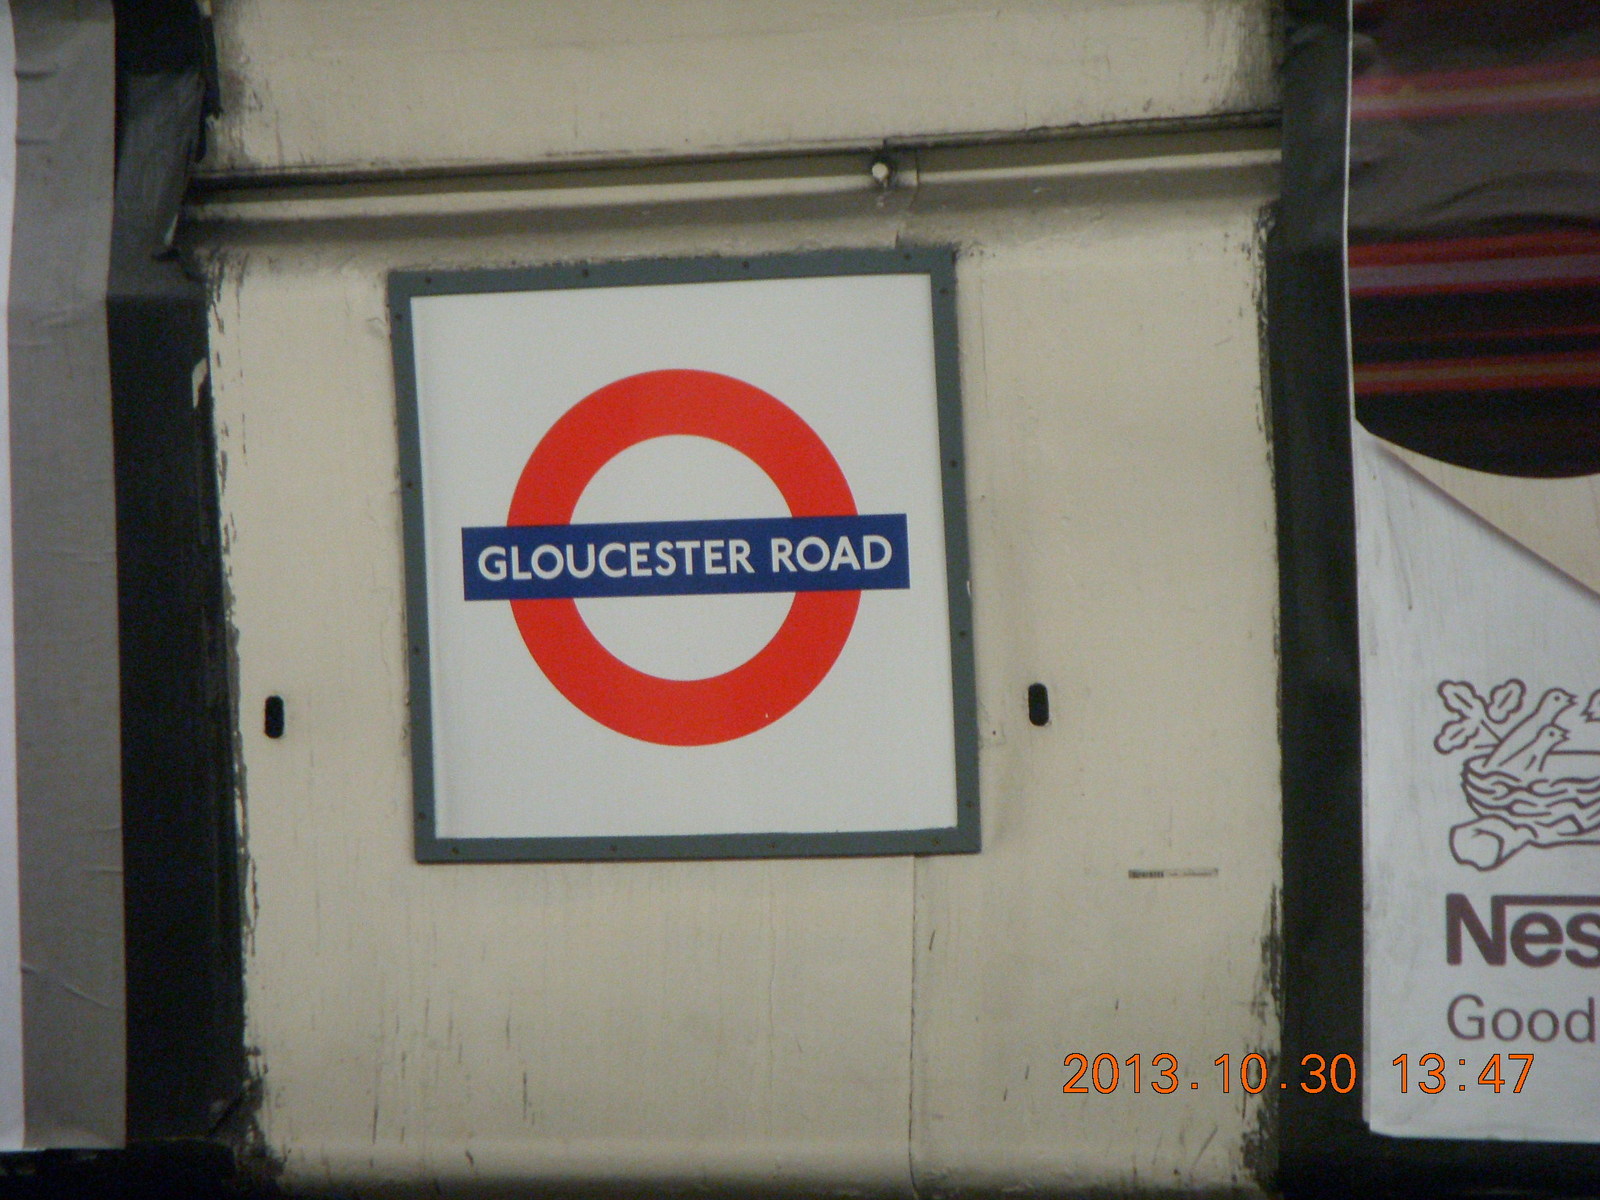 GLOUCESTER ROAD
Nes
Good
2013.10.30 13:47